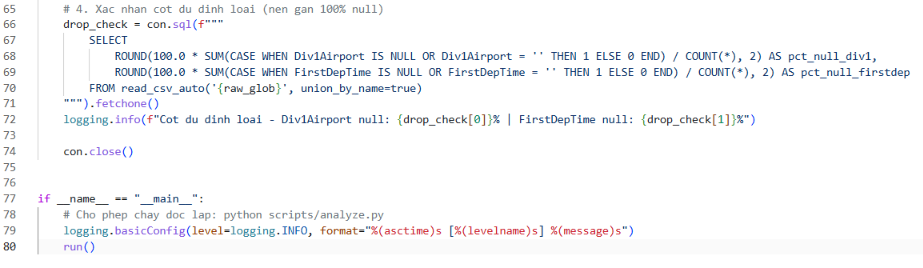 65 # 4. Xac nhan cot du dinh loai (nen gan 100% null)
66 drop_check = con.sql(f"""
67 SELECT
68 ROUND(100.0 * SUM(CASE WHEN Div1Airport IS NULL OR Div1Airport = '' THEN 1 ELSE 0 END) / COUNT(*), 2) AS pct_null_div1,
69 ROUND(100.0 * SUM(CASE WHEN FirstDepTime IS NULL OR FirstDepTime = '' THEN 1 ELSE 0 END) / COUNT(*), 2) AS pct_null_firstdep
70 FROM read_csv_auto('{raw_glob}', union_by_name=true)
71 """).fetchone()
72 logging.info(f"Cot du dinh loai - Div1Airport null: {drop_check[0]}% | FirstDepTime null: {drop_check[1]}%")
73
74 con.close()
75
76
77 if __name__ == "__main__":
78 # Cho phep chay doc lap: python scripts/analyze.py
79 logging.basicConfig(level=logging.INFO, format="%(asctime)s [%(levelname)s] %(message)s")
80 run()